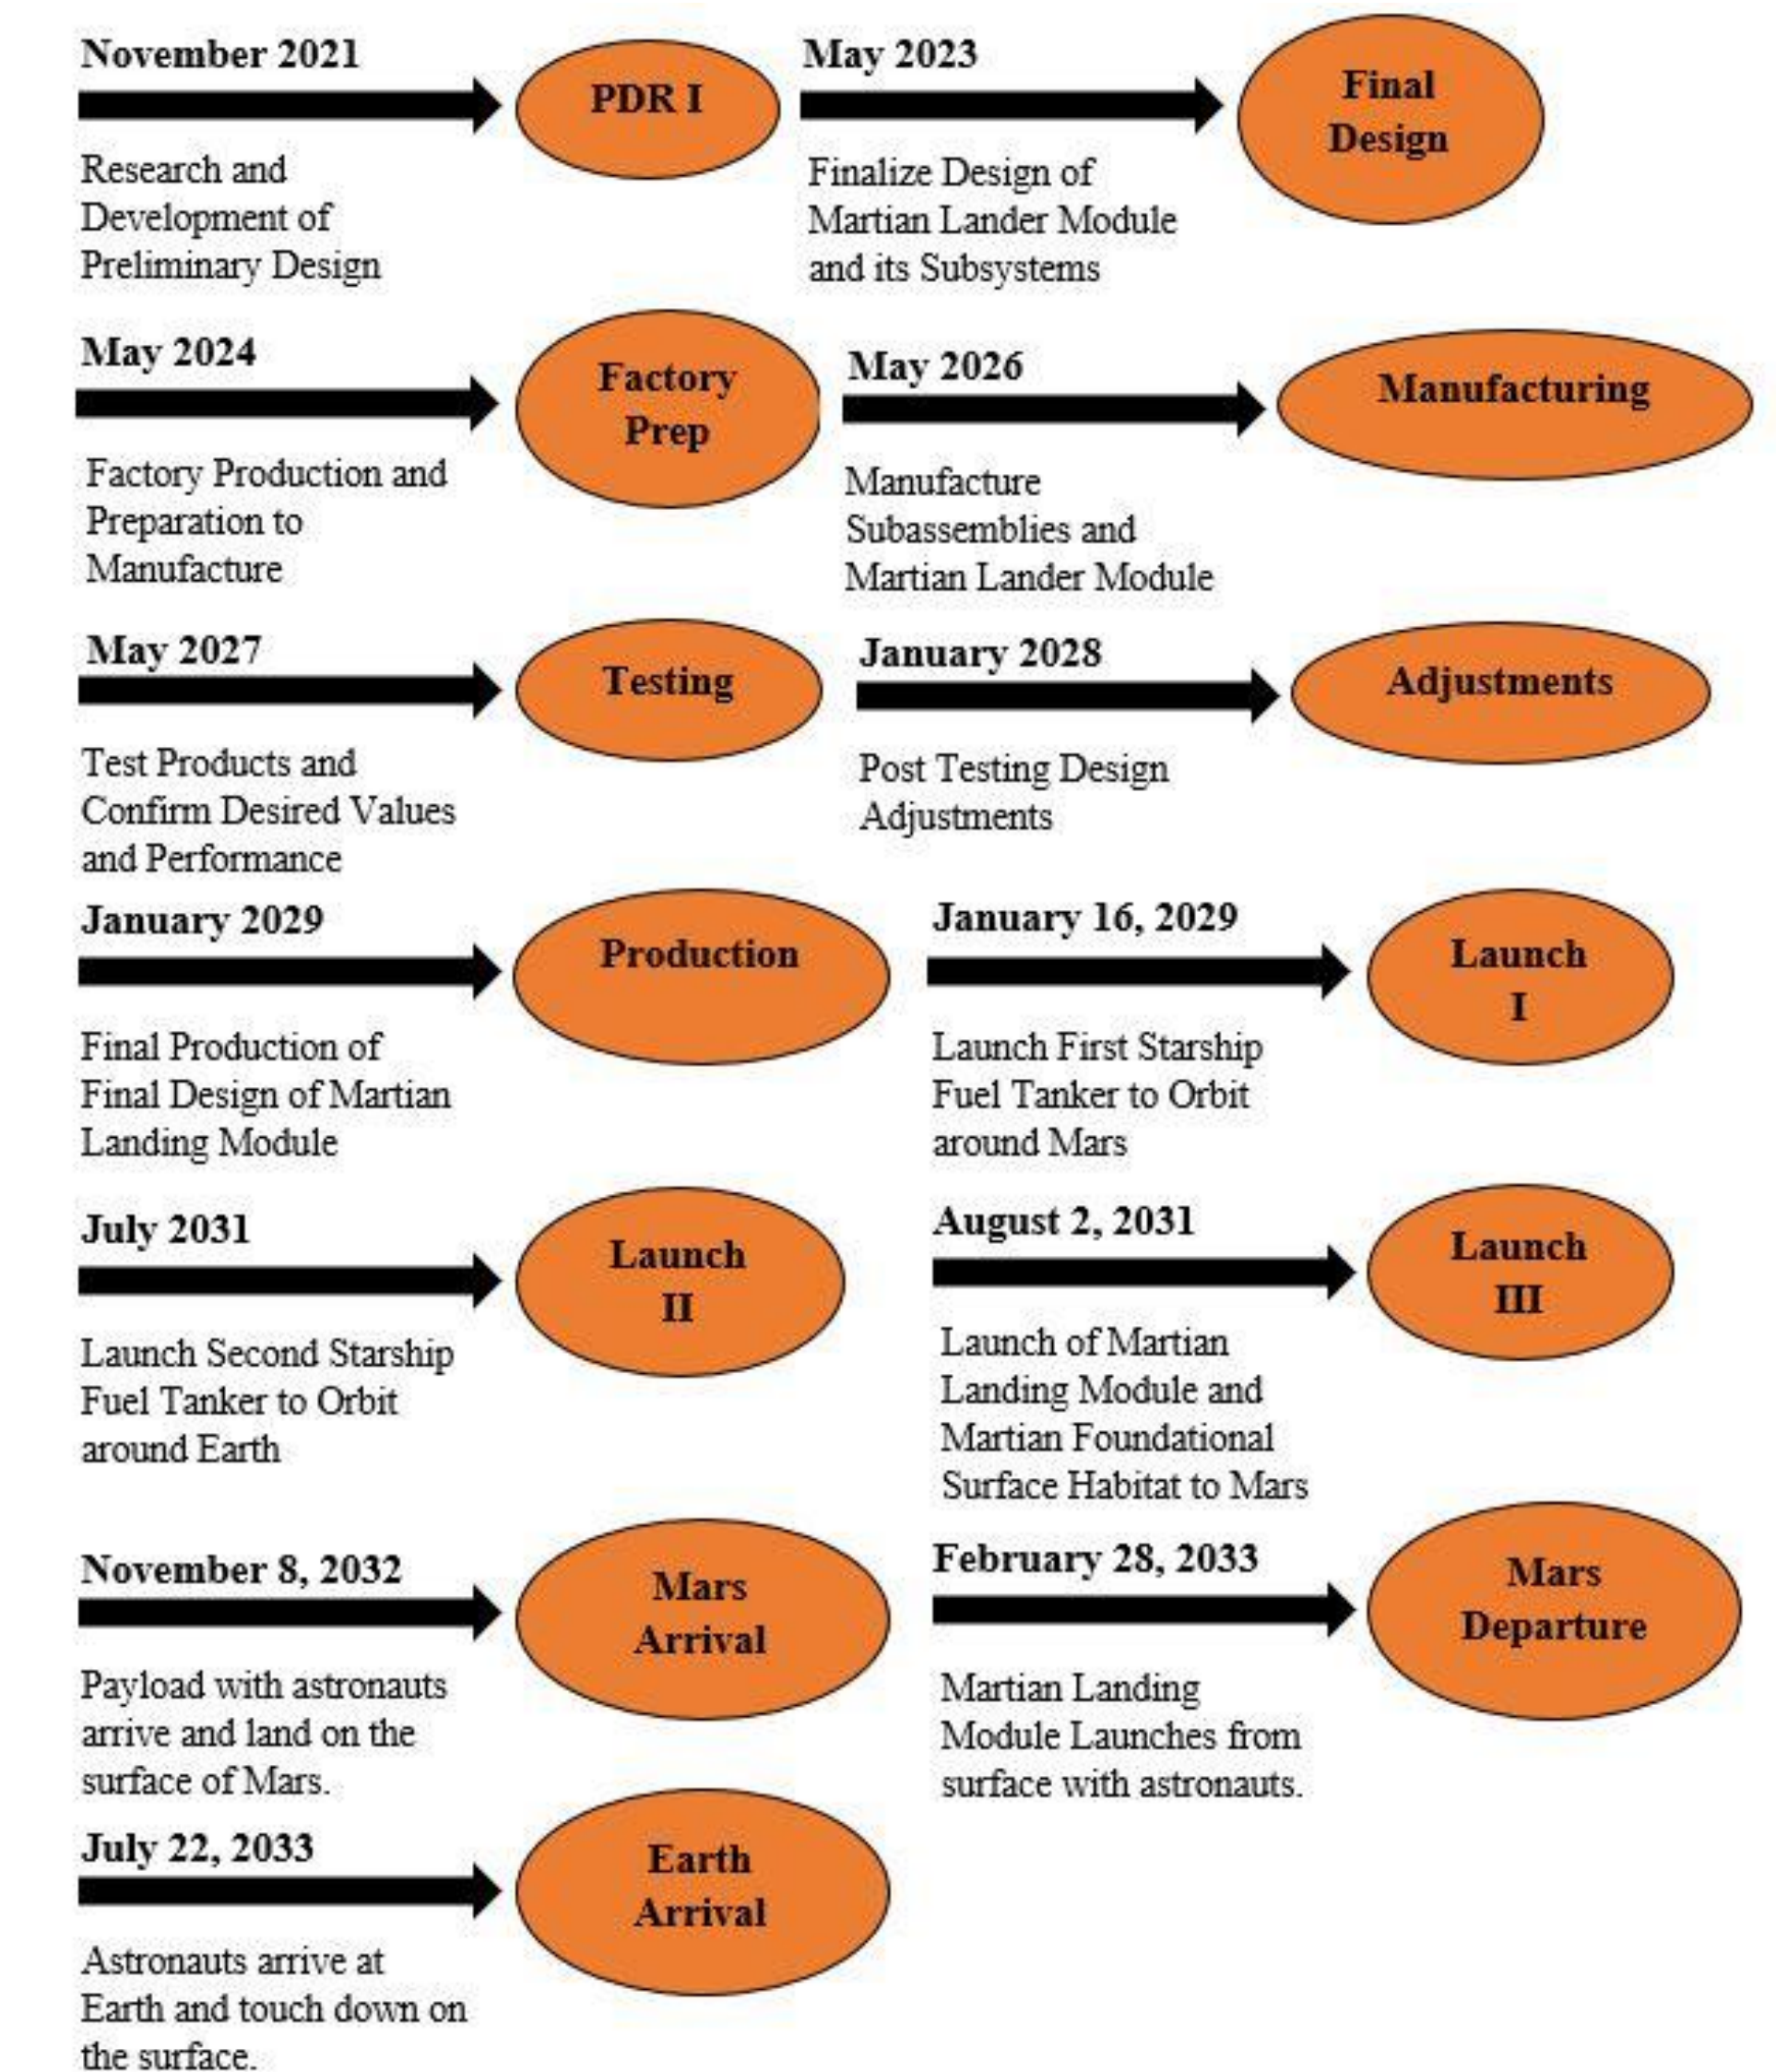 November 2021
PDR I
Research and
Development of
Preliminary Design
May 2023
Final
Design
Finalize Design of
Martian Lander Module
and its Subsystems
May 2024
Factory
Prep
Factory Production and
Preparation to
Manufacture
May 2026
Manufacturing
Manufacture
Subassemblies and
Martian Lander Module
May 2027
Testing
Test Products and
Confirm Desired Values
and Performance
January 2028
Adjustments
Post Testing Design
Adjustments
January 2029
Production
Final Production of
Final Design of Martian
Landing Module
January 16, 2029
Launch
I
Launch First Starship
Fuel Tanker to Orbit
around Mars
July 2031
Launch
II
Launch Second Starship
Fuel Tanker to Orbit
around Earth
August 2, 2031
Launch
III
Launch of Martian
Landing Module and
Martian Foundational
Surface Habitat to Mars
November 8, 2032
Mars
Arrival
Payload with astronauts
arrive and land on the
surface of Mars.
February 28, 2033
Mars
Departure
Martian Landing
Module Launches from
surface with astronauts.
July 22, 2033
Earth
Arrival
Astronauts arrive at
Earth and touch down on
the surface.